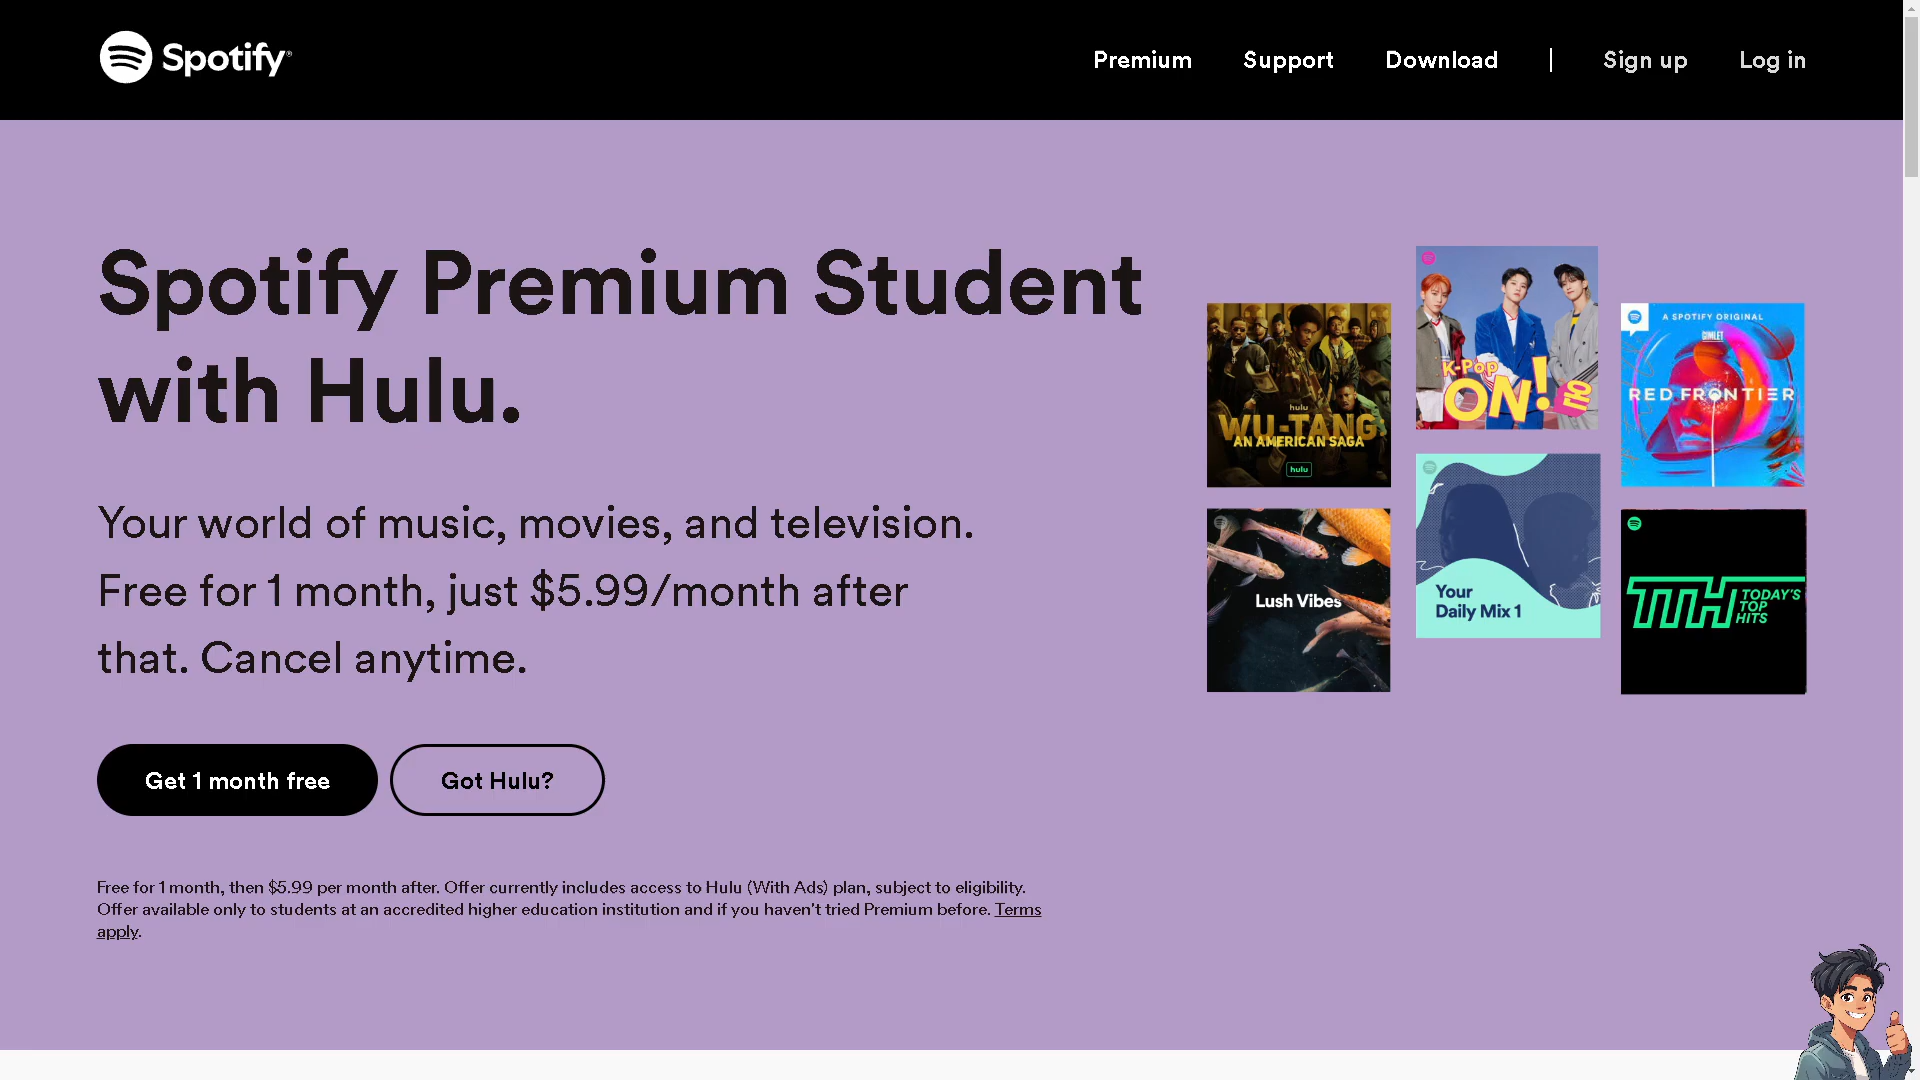 Spotify®
Premium
Support
Download
|
Sign up
Log in
Spotify Premium Student
with Hulu.
Your world of music, movies, and television.
Free for 1 month, just $5.99/month after
that. Cancel anytime.
Get 1 month free
Got Hulu?
Free for 1 month, then $5.99 per month after. Offer currently includes access to Hulu (With Ads) plan, subject to eligibility.
Offer available only to students at an accredited higher education institution and if you haven't tried Premium before. Terms
apply.
hulu
WU-TANG
AN AMERICAN SAGA
hulu
K-Pop
ON!
A SPOTIFY ORIGINAL
GIMLET
RED FRONTIER
Lush Vibes
Your
Daily Mix 1
TTH
TODAY'S
TOP
HITS